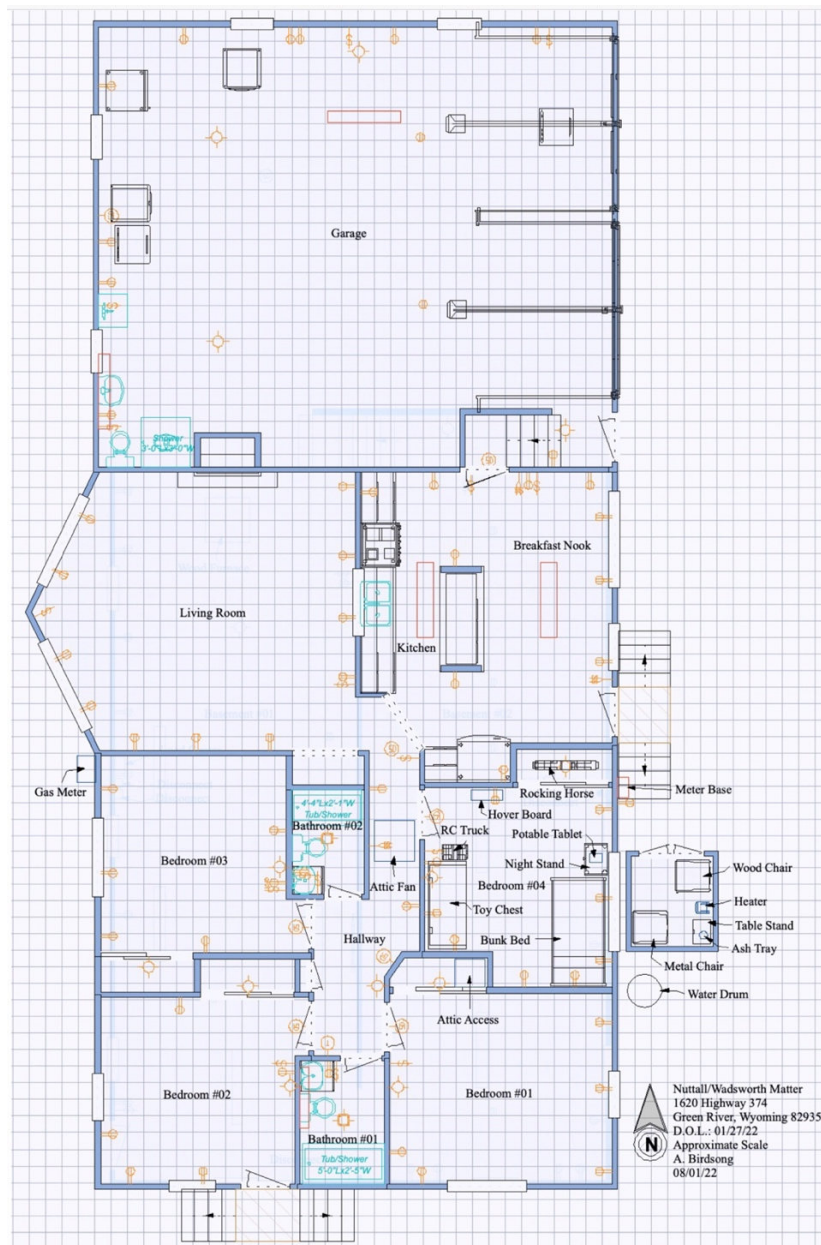 Garage
Shower
3'-0"Lx3'-0"W
Breakfast Nook
Living Room
Kitchen
Gas Meter
Rocking Horse
Meter Base
Hover Board
4'-4"Lx2'-1"W
Tub/Shower
Bathroom #02
RC Truck
Potable Tablet
Night Stand
Bedroom #03
Attic Fan
Bedroom #04
Toy Chest
Wood Chair
Heater
Table Stand
Hallway
Bunk Bed
Ash Tray
Metal Chair
Water Drum
Attic Access
Bedroom #02
Bedroom #01
Bathroom #01
Tub/Shower
5'-0"Lx2'-5"W
Nuttall/Wadsworth Matter
1620 Highway 374
Green River, Wyoming 82935
D.O.L.: 01/27/22
N
Approximate Scale
A. Birdsong
08/01/22